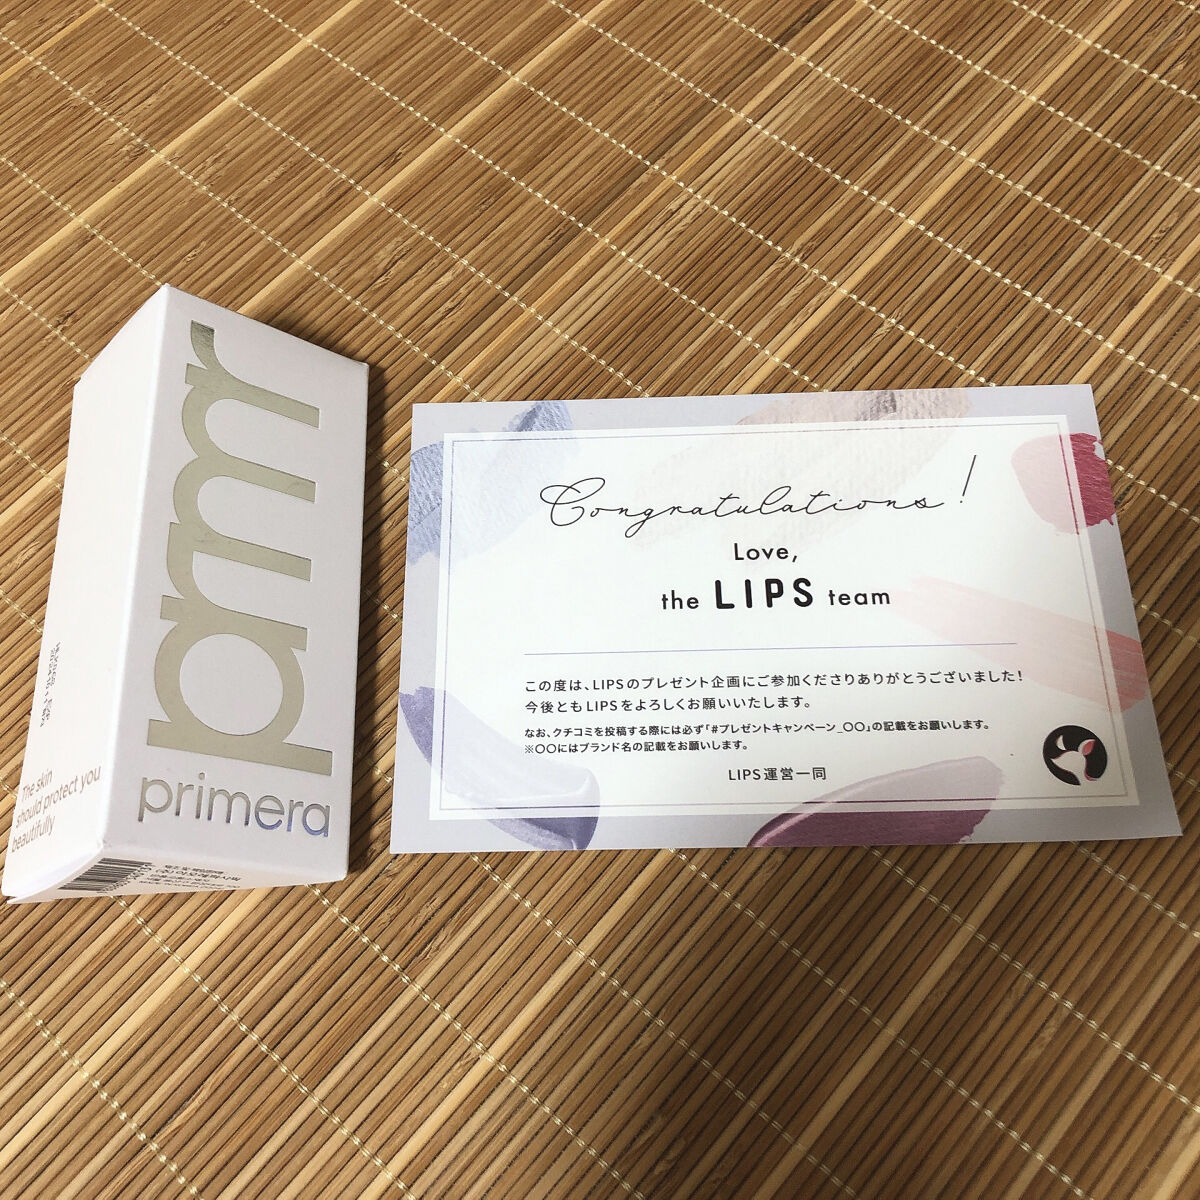 prmr
primera
The skin
should protect you
beautifully
Congratulations!
Love,
the LIPS team
この度は、LIPSのプレゼント企画にご参加くださりありがとうございました！
今後ともLIPSをよろしくお願いいたします。
なお、クチコミを投稿する際には必ず「#プレゼントキャンペーン_〇〇」の記載をお願いします。
※〇〇にはブランド名の記載をお願いします。
LIPS運営一同